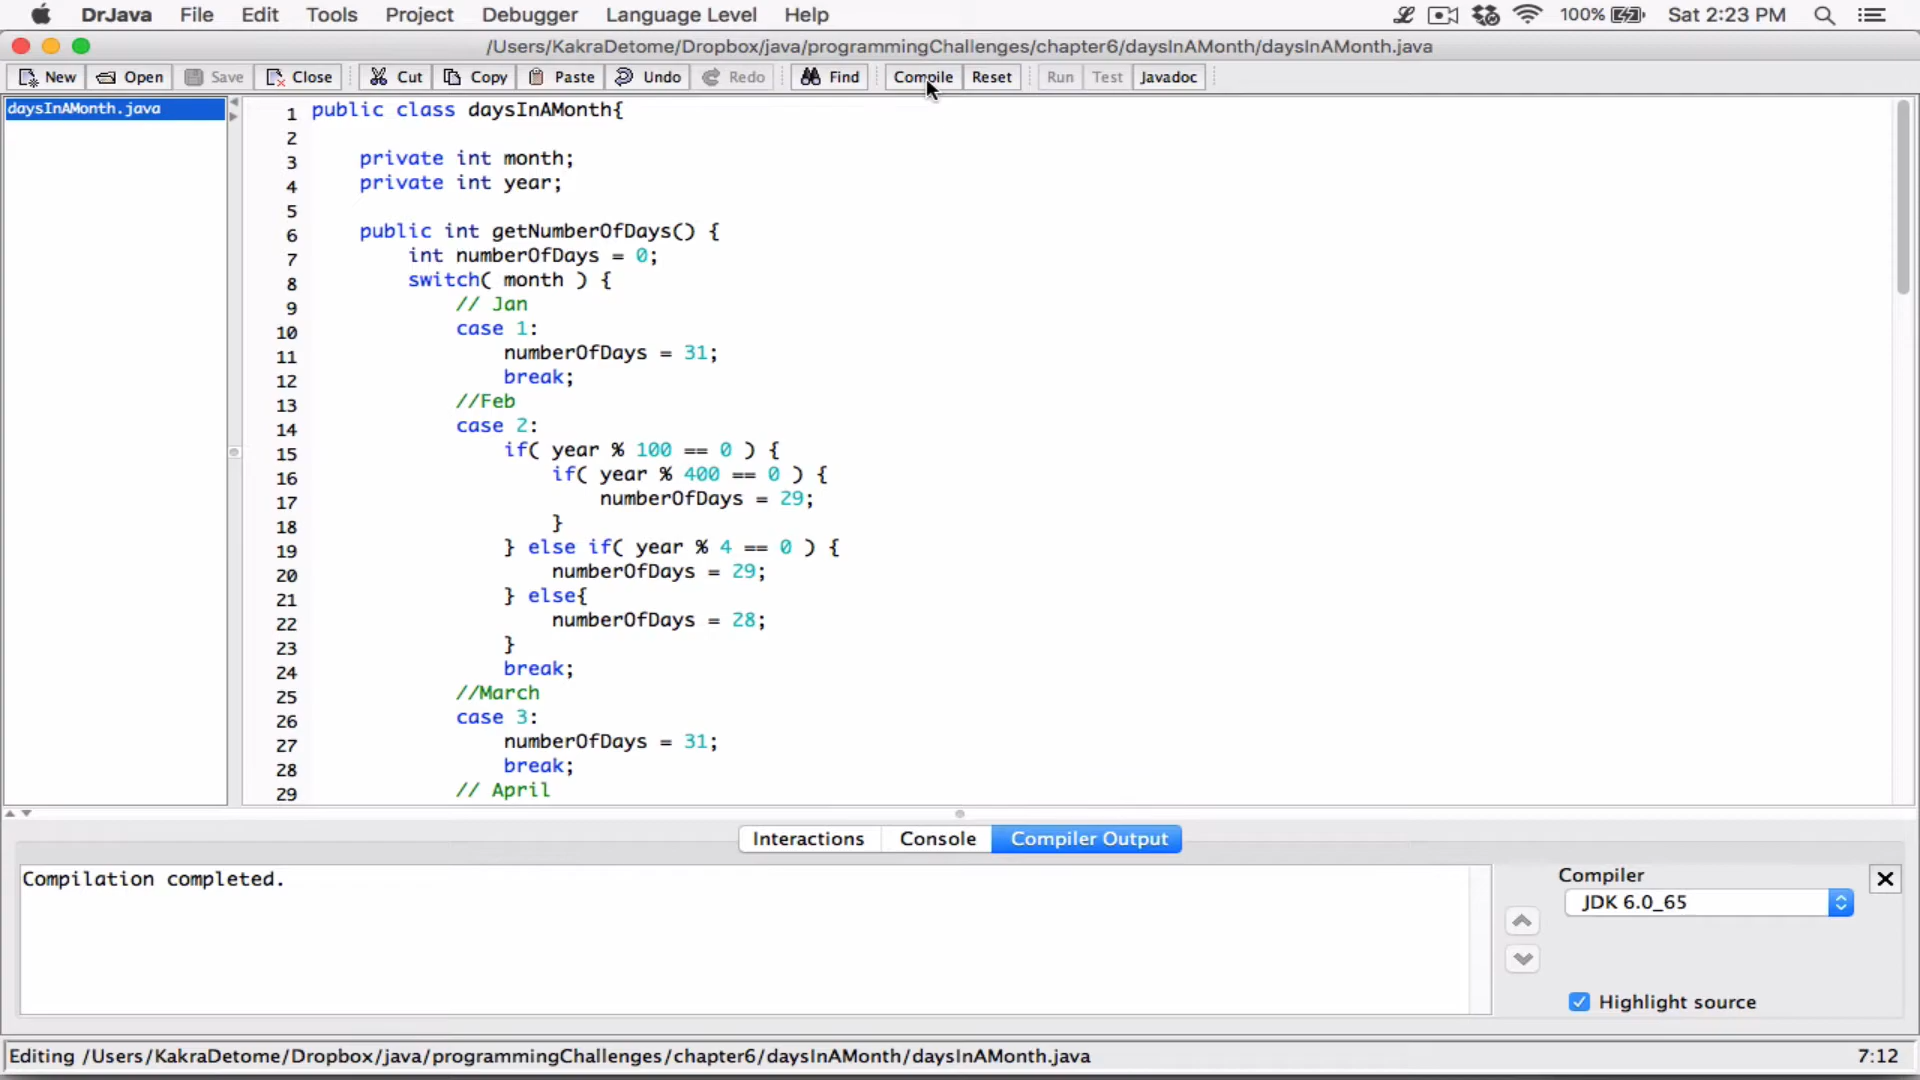 DrJava File Edit Tools Project Debugger Language Level Help 100% Sat 2:23 PM
/Users/KakraDetome/Dropbox/java/programmingChallenges/chapter6/daysInAMonth/daysInAMonth.java
New Open Save Close Cut Copy Paste Undo Redo Find Compile Reset Run Test Javadoc
daysInAMonth.java
1 public class daysInAMonth{
2
3 private int month;
4 private int year;
5
6 public int getNumberOfDays() {
7 int numberOfDays = 0;
8 switch( month ) {
9 // Jan
10 case 1:
11 numberOfDays = 31;
12 break;
13 //Feb
14 case 2:
15 if( year % 100 == 0 ) {
16 if( year % 400 == 0 ) {
17 numberOfDays = 29;
18 }
19 } else if( year % 4 == 0 ) {
20 numberOfDays = 29;
21 } else{
22 numberOfDays = 28;
23 }
24 break;
25 //March
26 case 3:
27 numberOfDays = 31;
28 break;
29 // April
Interactions Console Compiler Output
Compilation completed.
Compiler
JDK 6.0_65
Highlight source
Editing /Users/KakraDetome/Dropbox/java/programmingChallenges/chapter6/daysInAMonth/daysInAMonth.java 7:12